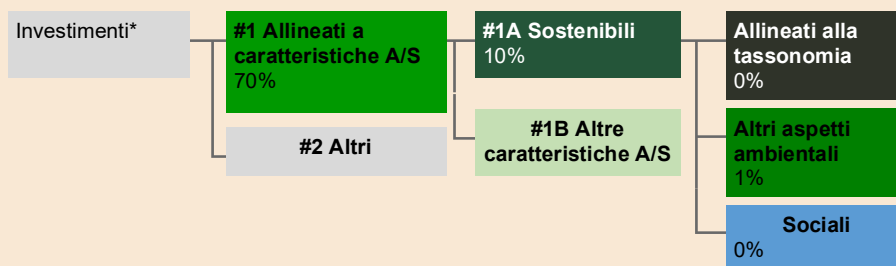 Investimenti*
#1 Allineati a
caratteristiche A/S
70%
#2 Altri
#1A Sostenibili
10%
#1B Altre
caratteristiche A/S
Allineati alla
tassonomia
0%
Altri aspetti
ambientali
1%
Sociali
0%